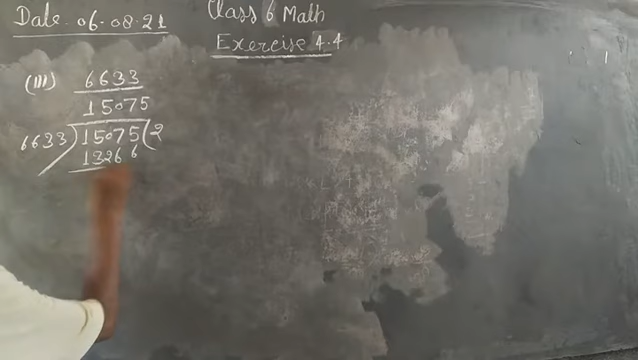 Date. 06.08.21
Class 6 Math
Exercise 4.4
(III) 6633
15075
6633)15075(2
13266